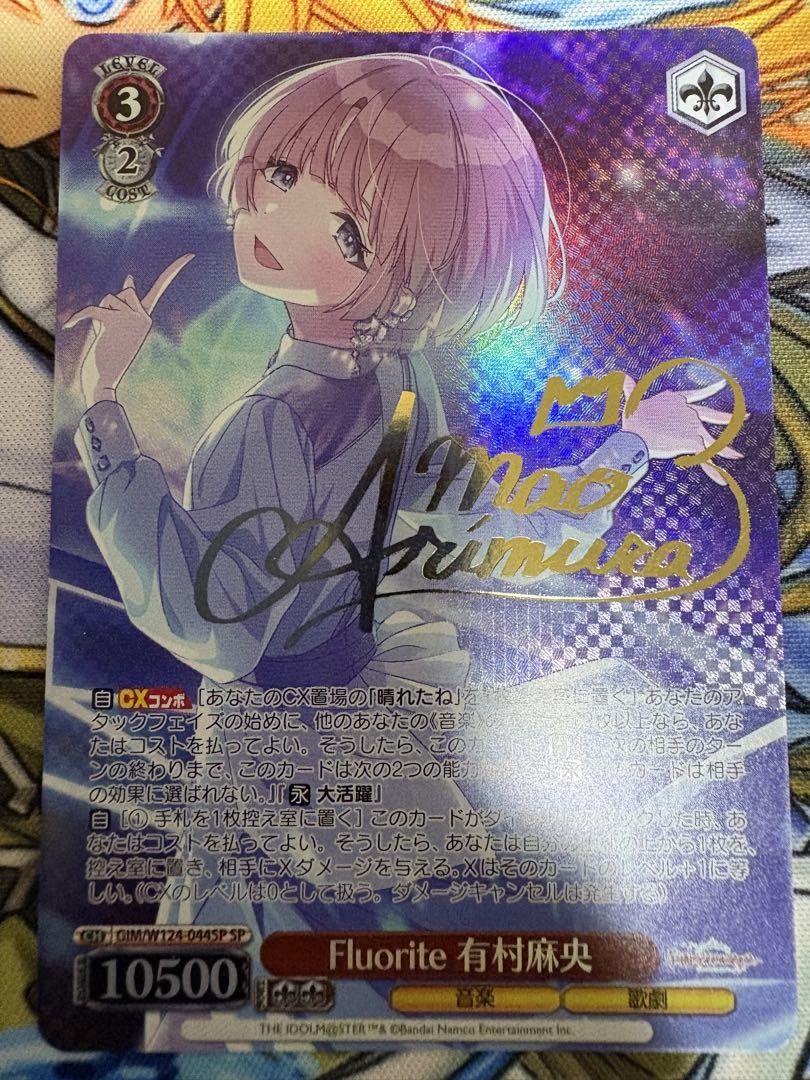 LEVEL
3
2
COST
Mao
Arimura
自 CXコンボ [あなたのCX置場の「晴れたね」を
く] あなたのア
タックフェイズの始めに、他のあなたの《音楽》の
枚以上なら、あな
たはコストを払ってよい。そうしたら、このカード
次の相手のター
ンの終わりまで、このカードは次の2つの能力
カードは相手
の効果に選ばれない。』『 永 大活躍』
自 [① 手札を1枚控え室に置く] このカードがダイ
した時、あ
なたはコストを払ってよい。そうしたら、あなたは自分の
上から1枚を、
控え室に置き、相手にXダメージを与える。Xはそのカードの
ベル+1に等
しい。(CXのレベルは0として扱う。ダメージキャンセルは発生する)
CH GIM/W124-044SP SP
Fluorite 有村麻央
10500
音楽 歌劇
THE IDOLM@STER™& ©Bandai Namco Entertainment Inc.